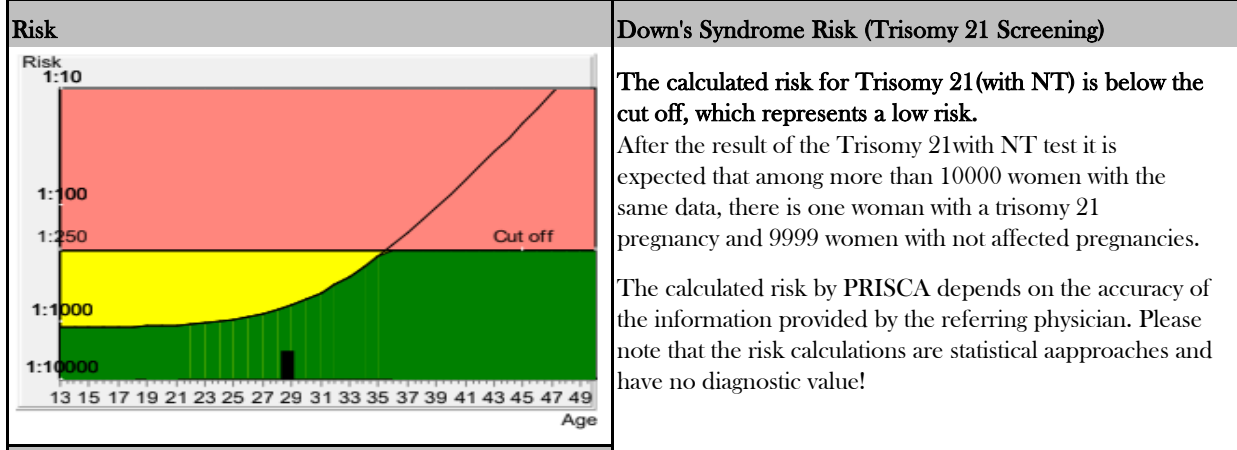 Risk
Down's Syndrome Risk (Trisomy 21 Screening)
Risk
1:10
1:100
1:250
Cut off
1:1000
1:10000
13 15 17 19 21 23 25 27 29 31 33 35 37 39 41 43 45 47 49
Age
The calculated risk for Trisomy 21(with NT) is below the
cut off, which represents a low risk.
After the result of the Trisomy 21with NT test it is
expected that among more than 10000 women with the
same data, there is one woman with a trisomy 21
pregnancy and 9999 women with not affected pregnancies.
The calculated risk by PRISCA depends on the accuracy of
the information provided by the referring physician. Please
note that the risk calculations are statistical aapproaches and
have no diagnostic value!